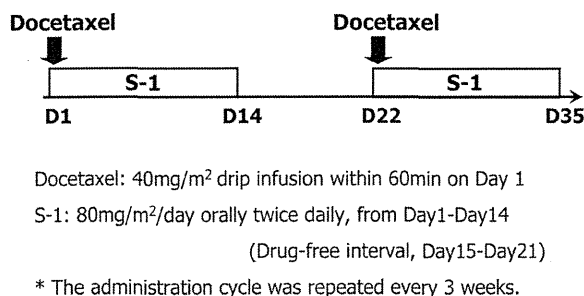 Docetaxel Docetaxel
S-1 S-1
D1 D14 D22 D35
Docetaxel: 40mg/m² drip infusion within 60min on Day 1
S-1: 80mg/m²/day orally twice daily, from Day1-Day14
(Drug-free interval, Day15-Day21)
* The administration cycle was repeated every 3 weeks.